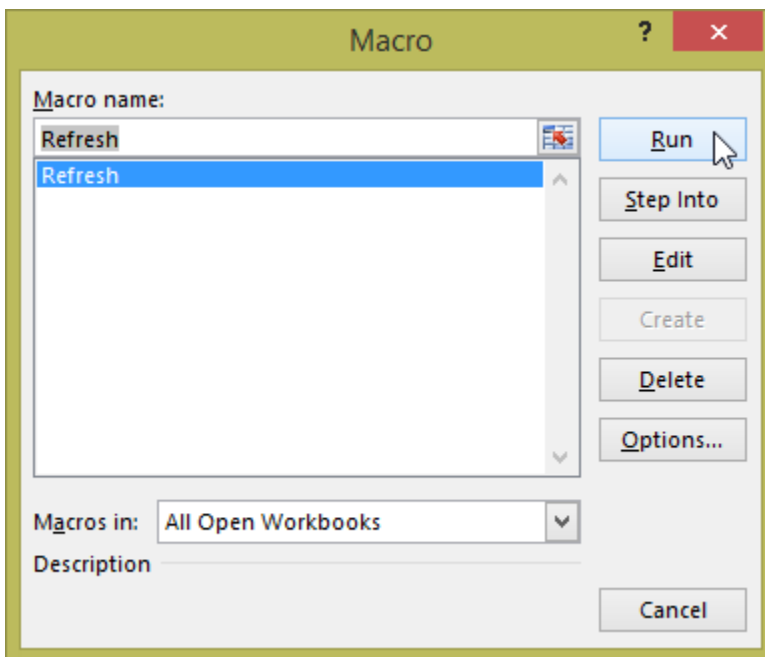 Macro
?
Macro name:
Refresh
Refresh
Run
Step Into
Edit
Create
Delete
Options...
Macros in: All Open Workbooks
Description
Cancel